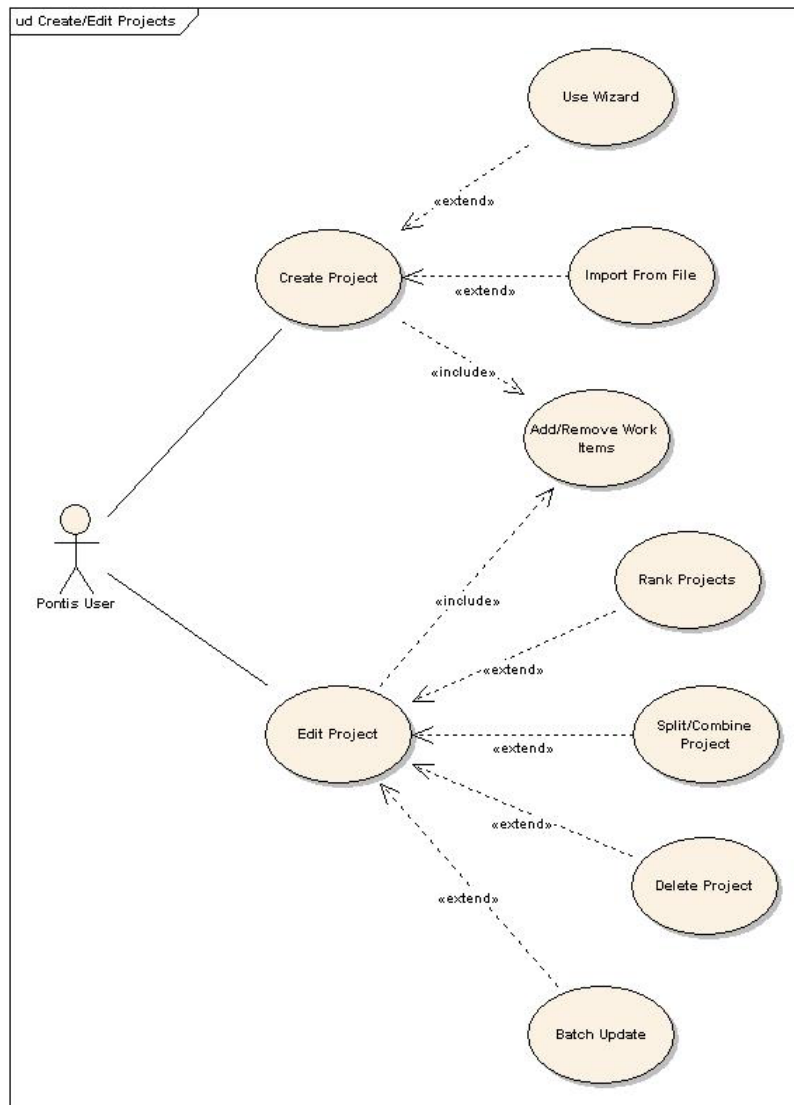 ud Create/Edit Projects
Use Wizard
«extend»
Create Project
Import From File
«extend»
«include»
Add/Remove Work
Items
Pontis User
Rank Projects
«include»
«extend»
Edit Project
Split/Combine
Project
«extend»
«extend»
Delete Project
«extend»
Batch Update